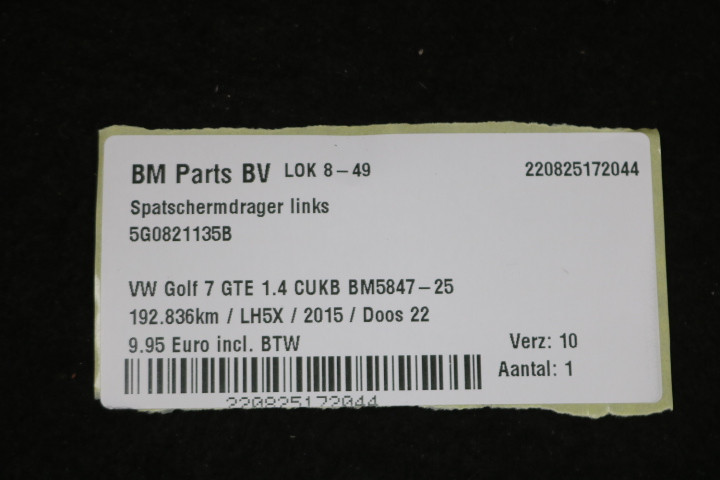 BM Parts BV LOK 8-49 220825172044
Spatschermdrager links
5G0821135B
VW Golf 7 GTE 1.4 CUKB BM5847-25
192.836km / LH5X / 2015 / Doos 22
9.95 Euro incl. BTW Verz: 10
Aantal: 1
220825172044